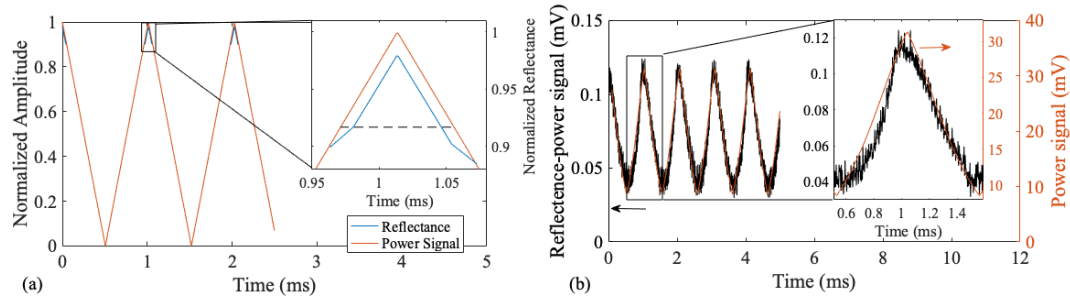 Normalized Amplitude
1
0.8
0.6
0.4
0.2
0
0 1 2 3 4 5
Time (ms)
(a)
1
0.95
0.9
Normalized Reflectance
0.95 1 1.05
Time (ms)
Reflectance
Power Signal
Reflectence-power signal (mV)
0.15
0.1
0.05
0
0 2 4 6 8 10 12
Time (ms)
(b)
0.12
0.1
0.08
0.06
0.04
0.6 0.8 1 1.2 1.4
Time (ms)
30
25
20
15
10
40
30
20
10
0
Power signal (mV)